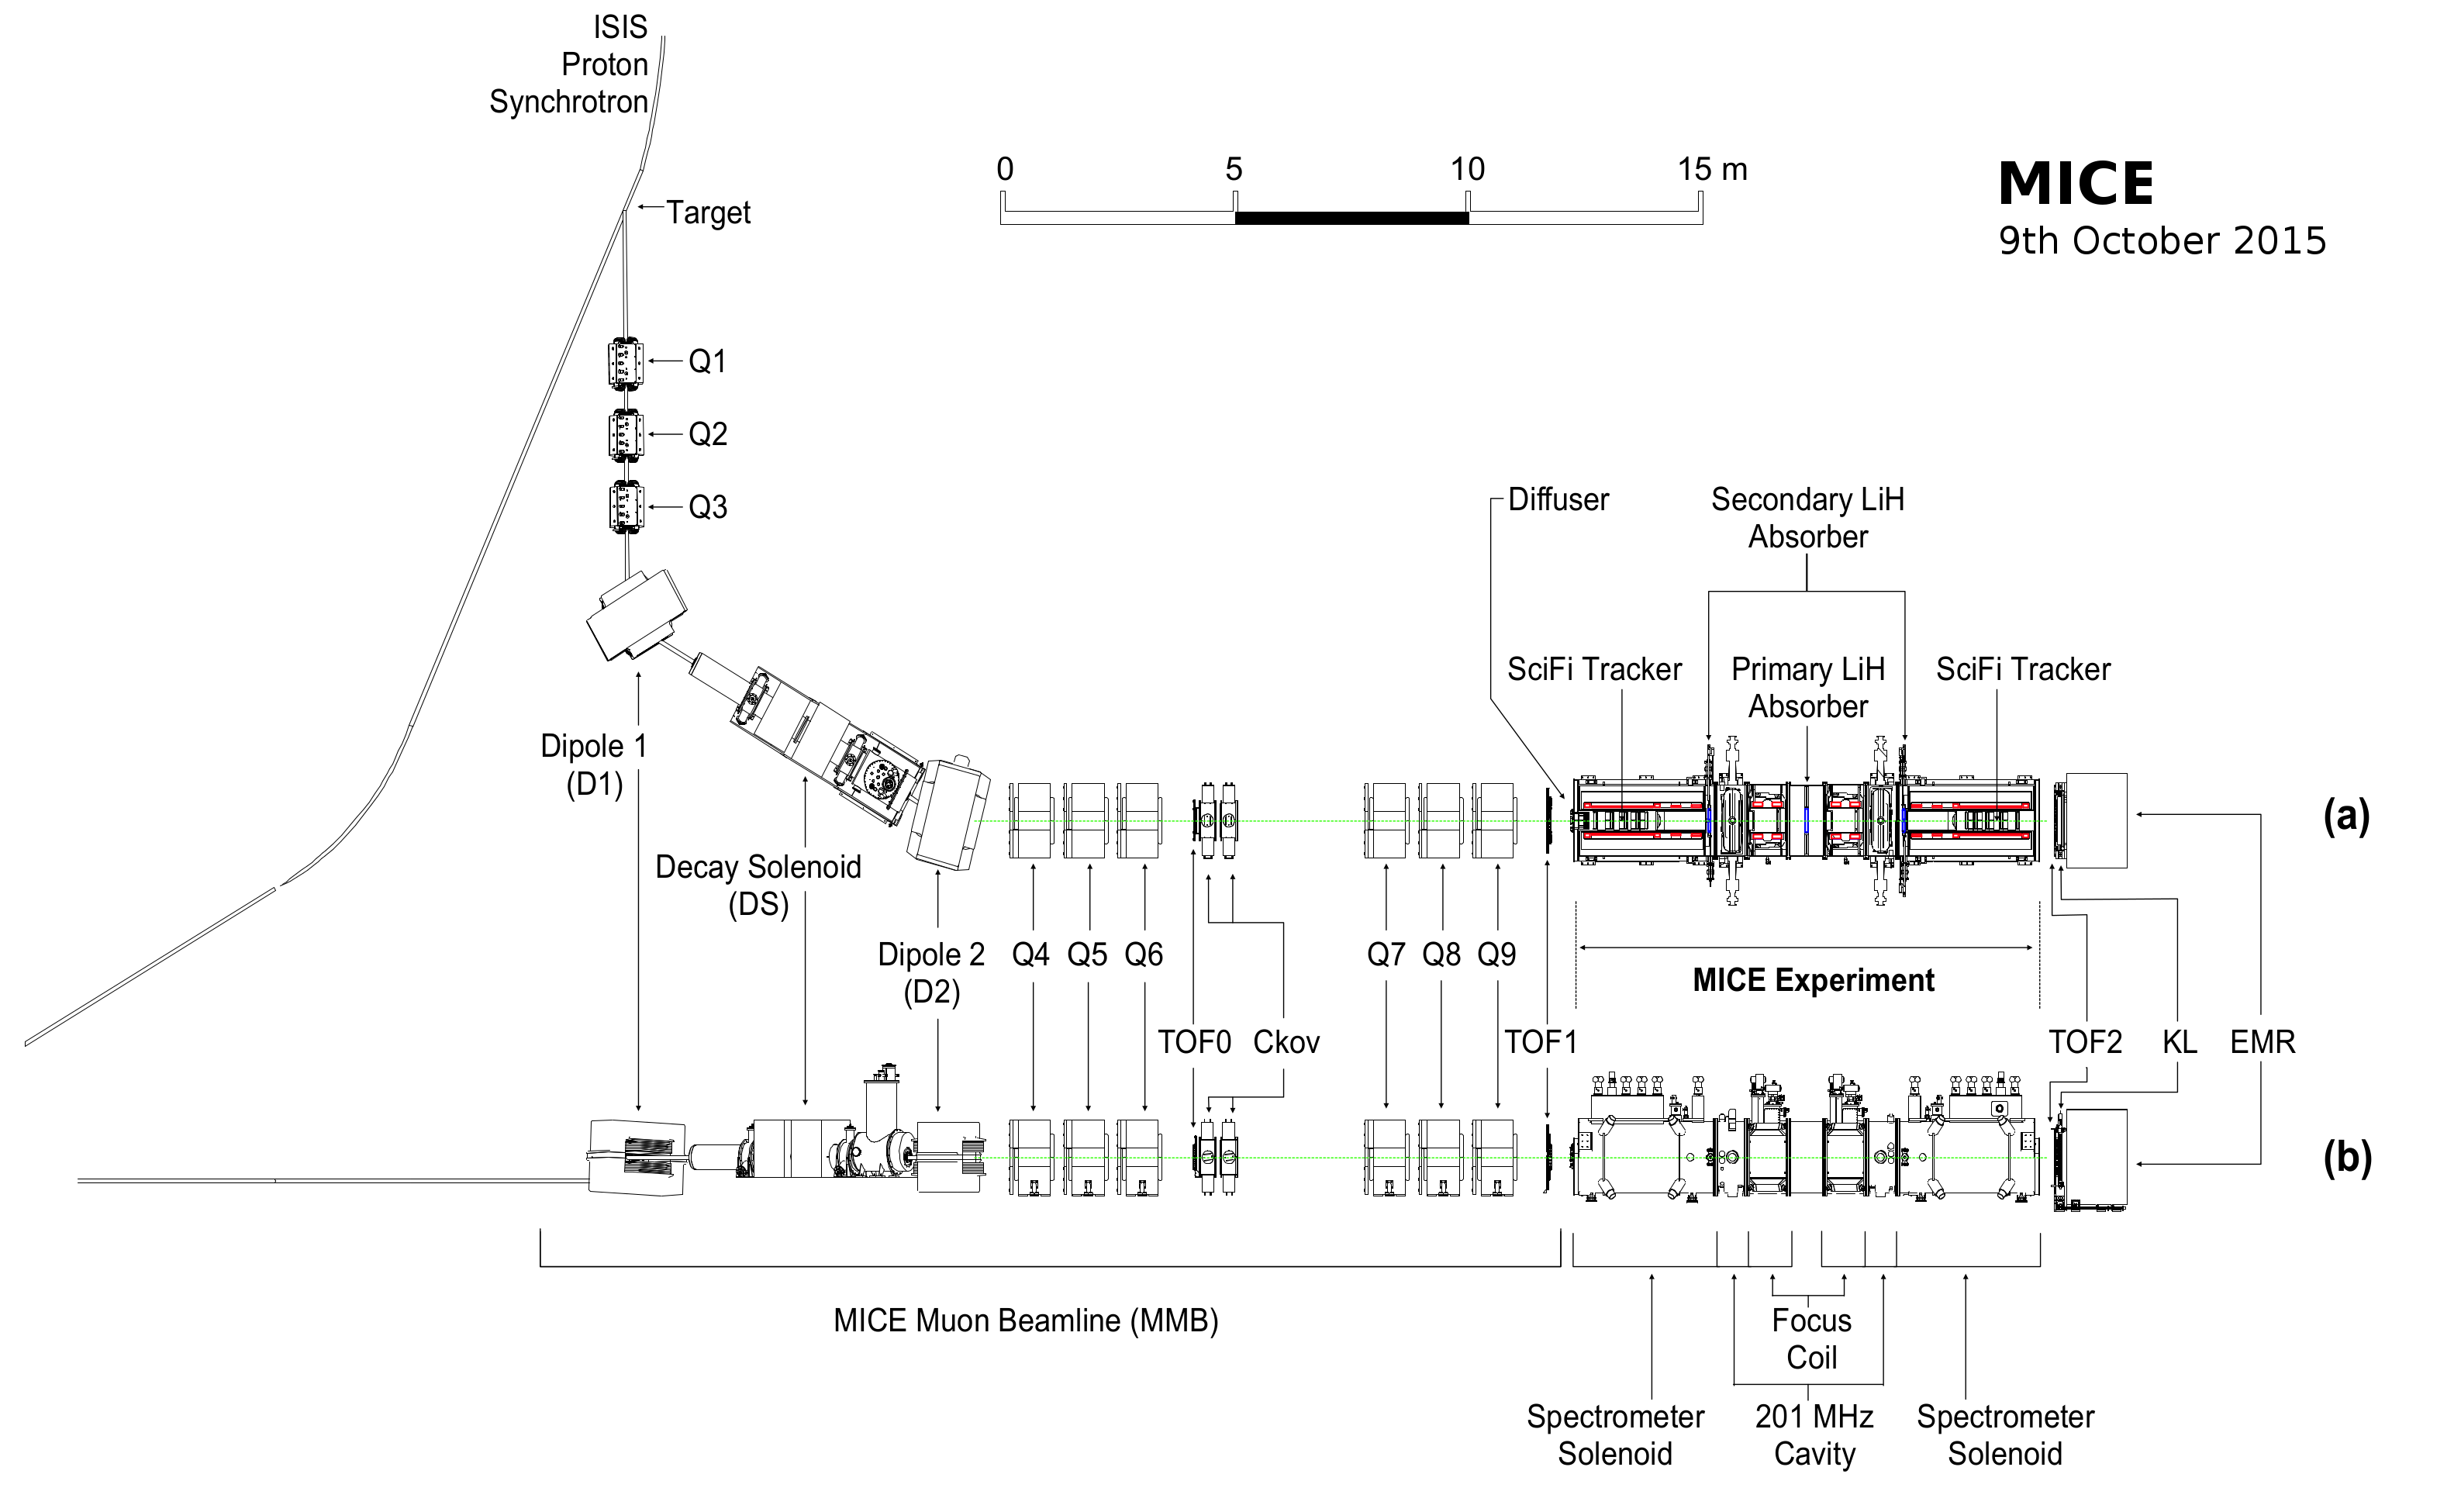 ISIS
Proton
Synchrotron
0 5 10 15 m
MICE
9th October 2015
Target
Q1
Q2
Q3
Diffuser
Secondary LiH
Absorber
SciFi Tracker
Primary LiH
Absorber
SciFi Tracker
Dipole 1
(D1)
(a)
Decay Solenoid
(DS)
Dipole 2
(D2)
Q4
Q5
Q6
Q7
Q8
Q9
MICE Experiment
TOF0
Ckov
TOF1
TOF2
KL
EMR
(b)
MICE Muon Beamline (MMB)
Focus
Coil
Spectrometer
Solenoid
201 MHz
Cavity
Spectrometer
Solenoid